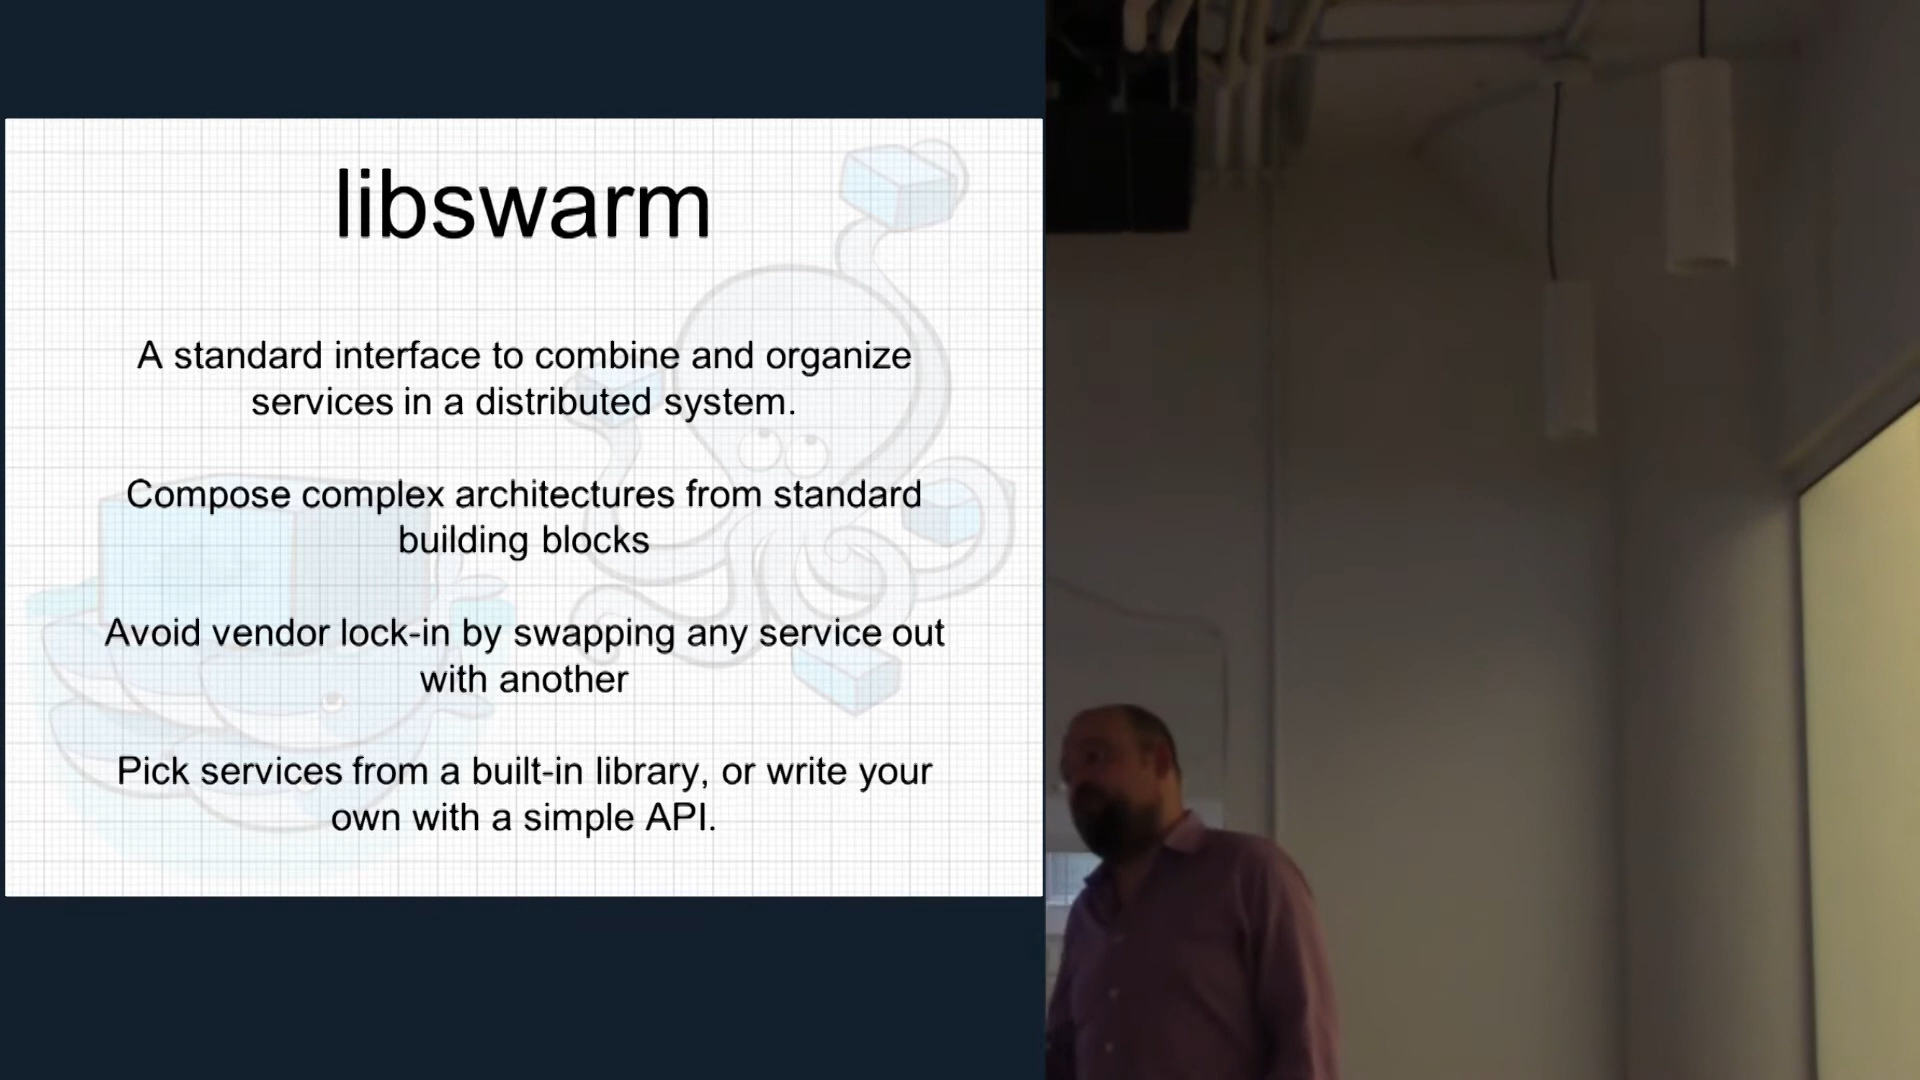 libswarm
A standard interface to combine and organize
services in a distributed system.
Compose complex architectures from standard
building blocks
Avoid vendor lock-in by swapping any service out
with another
Pick services from a built-in library, or write your
own with a simple API.